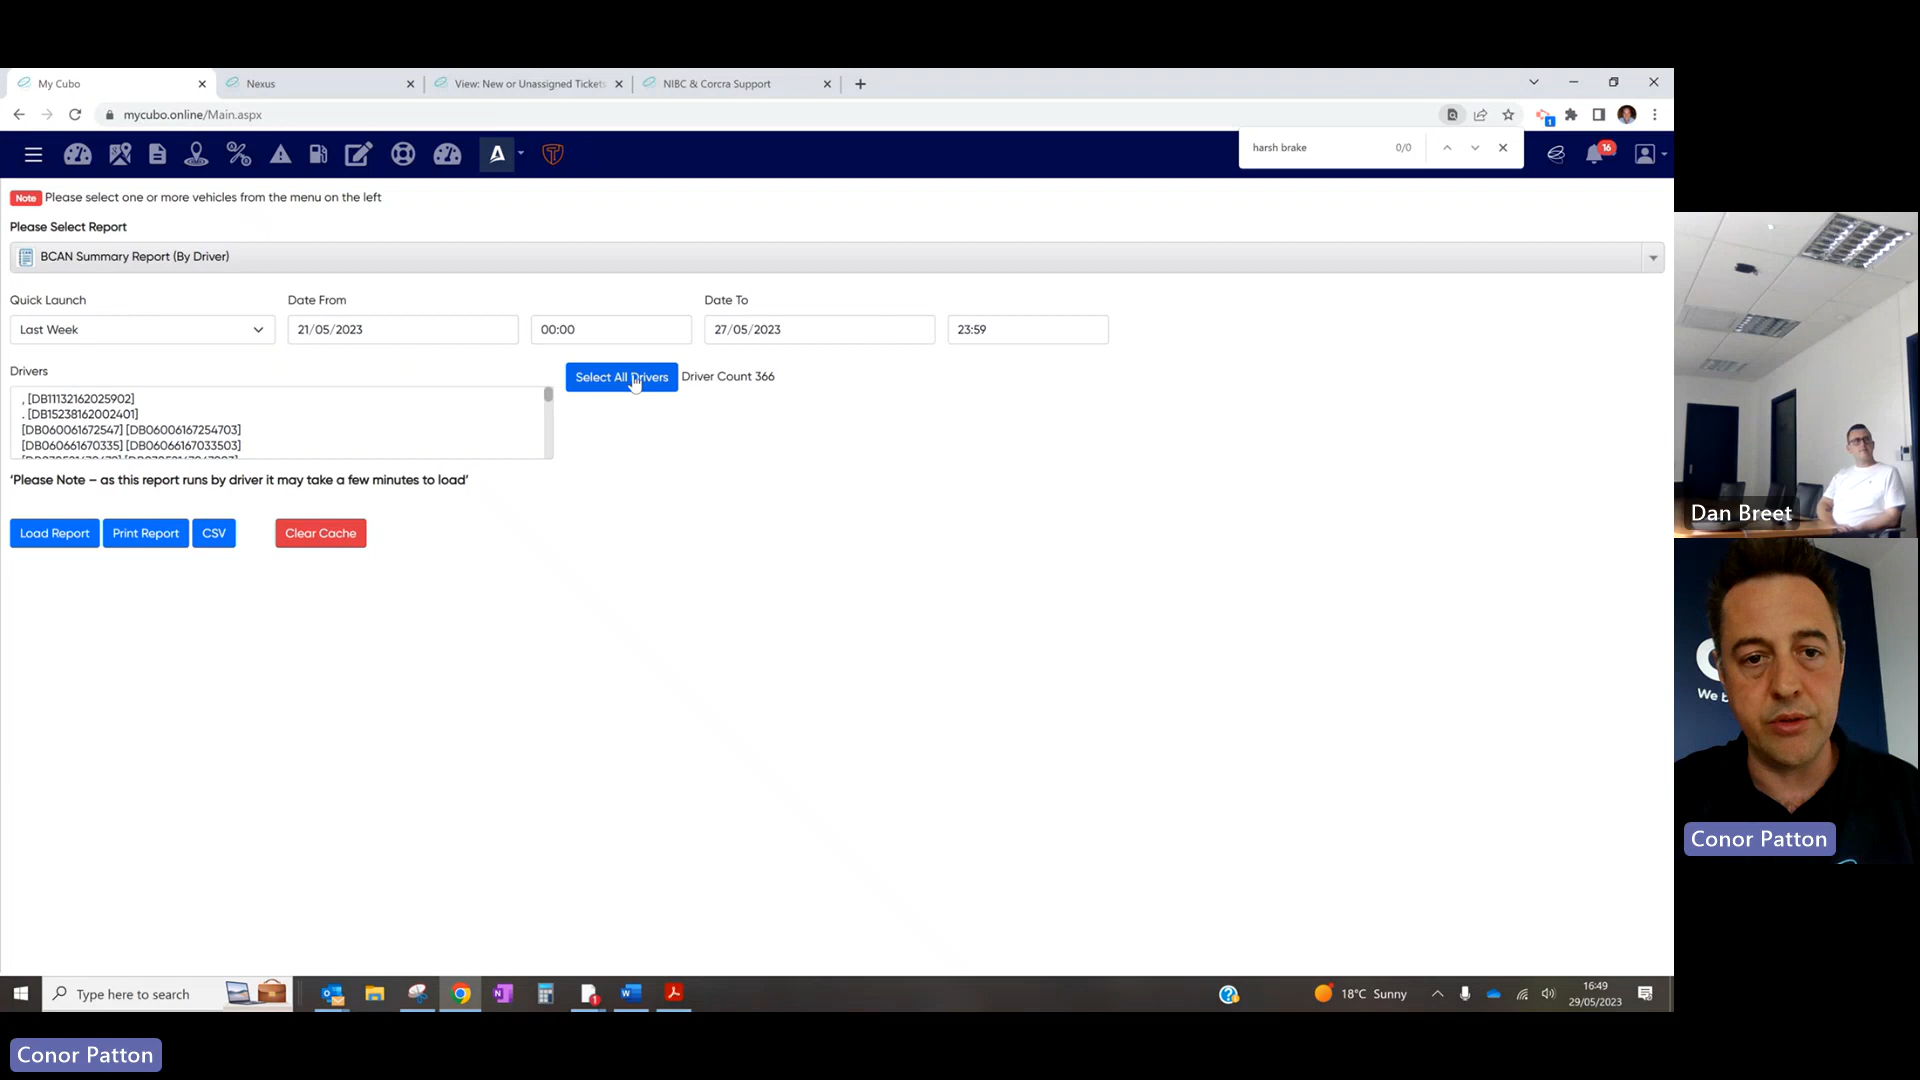 My Cubo
Nexus
View: New or Unassigned Tickets
NIBC & Corcra Support
mycubo.online/Main.aspx
1
harsh brake 0/0
16
Note Please select one or more vehicles from the menu on the left
Please Select Report
BCAN Summary Report (By Driver)
Quick Launch Date From Date To
Last Week 21/05/2023 00:00 27/05/2023 23:59
Drivers
Select All Drivers Driver Count 366
, [DB11132162025902]
. [DB15238162002401]
[DB060061672547] [DB06006167254703]
[DB060661670335] [DB06066167033503]
‘Please Note – as this report runs by driver it may take a few minutes to load’
Load Report Print Report CSV Clear Cache
Dan Breet
Conor Patton
Type here to search
18°C Sunny
16:49
29/05/2023
Conor Patton